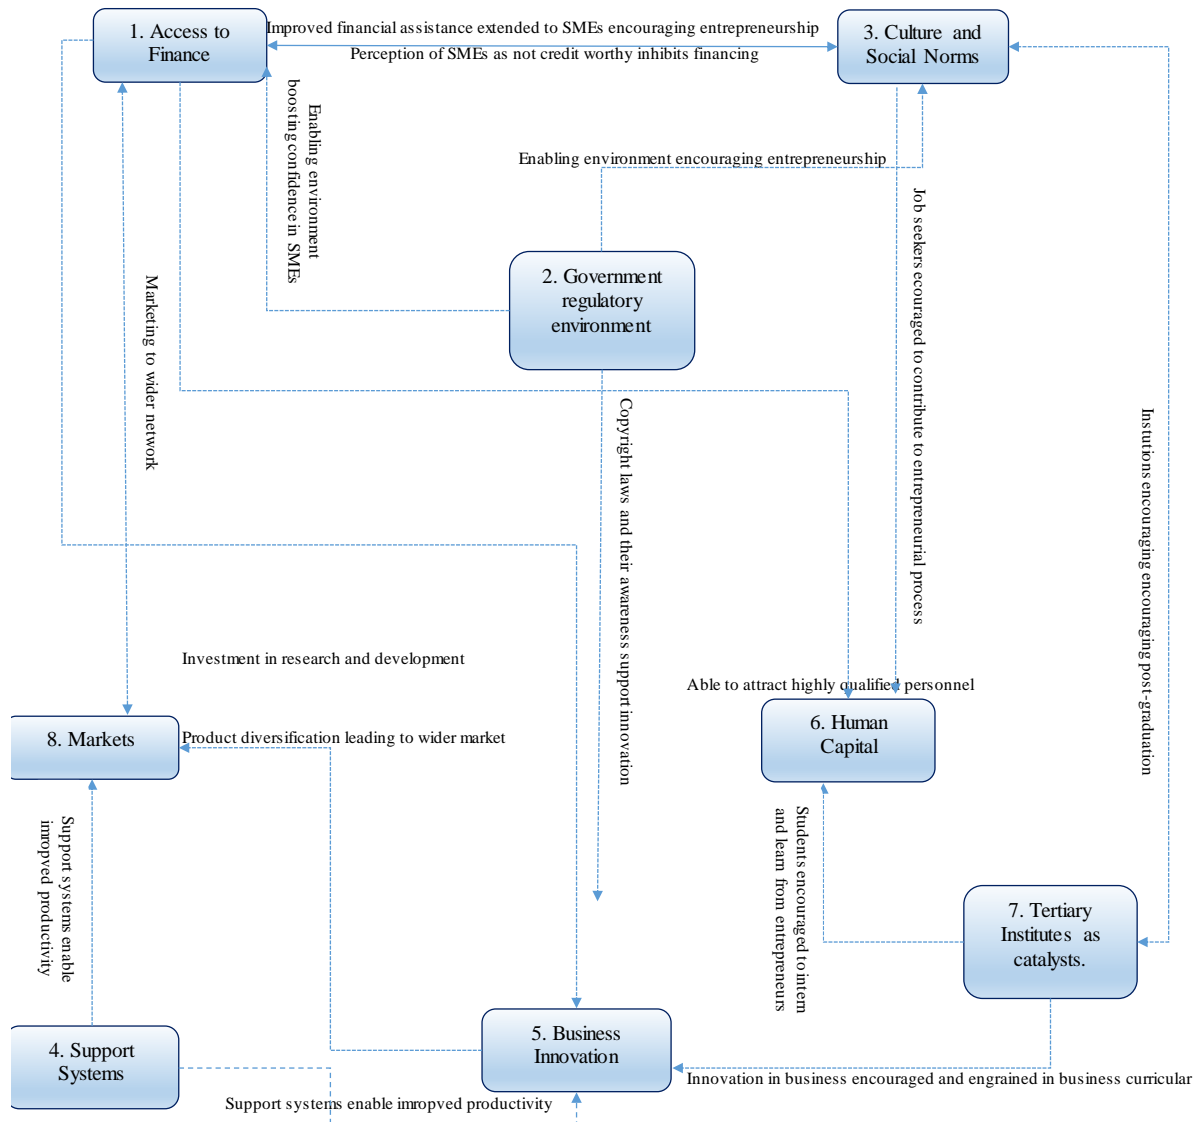 1. Access to
Finance
Improved financial assistance extended to SMEs encouraging entrepreneurship
Perception of SMEs as not credit worthy inhibits financing
3. Culture and
Social Norms
Enabling environment
boosting confidence in SMEs
Enabling environment encouraging entrepreneurship
Job seekers ecouraged to contribute to entrepreneurial process
2. Government
regulatory
environment
Marketing to wider network
Copyright laws and their awareness support innovation
Instutions encouraging encouraging post-graduation
Investment in research and development
Able to attract highly qualified personnel
8. Markets
Product diversification leading to wider market
6. Human
Capital
Support systems enable
imropved productivity
Students encouraged to intern
and learn from entrepreneurs
7. Tertiary
Institutes as
catalysts.
4. Support
Systems
5. Business
Innovation
Innovation in business encouraged and engrained in business curricular
Support systems enable imropved productivity